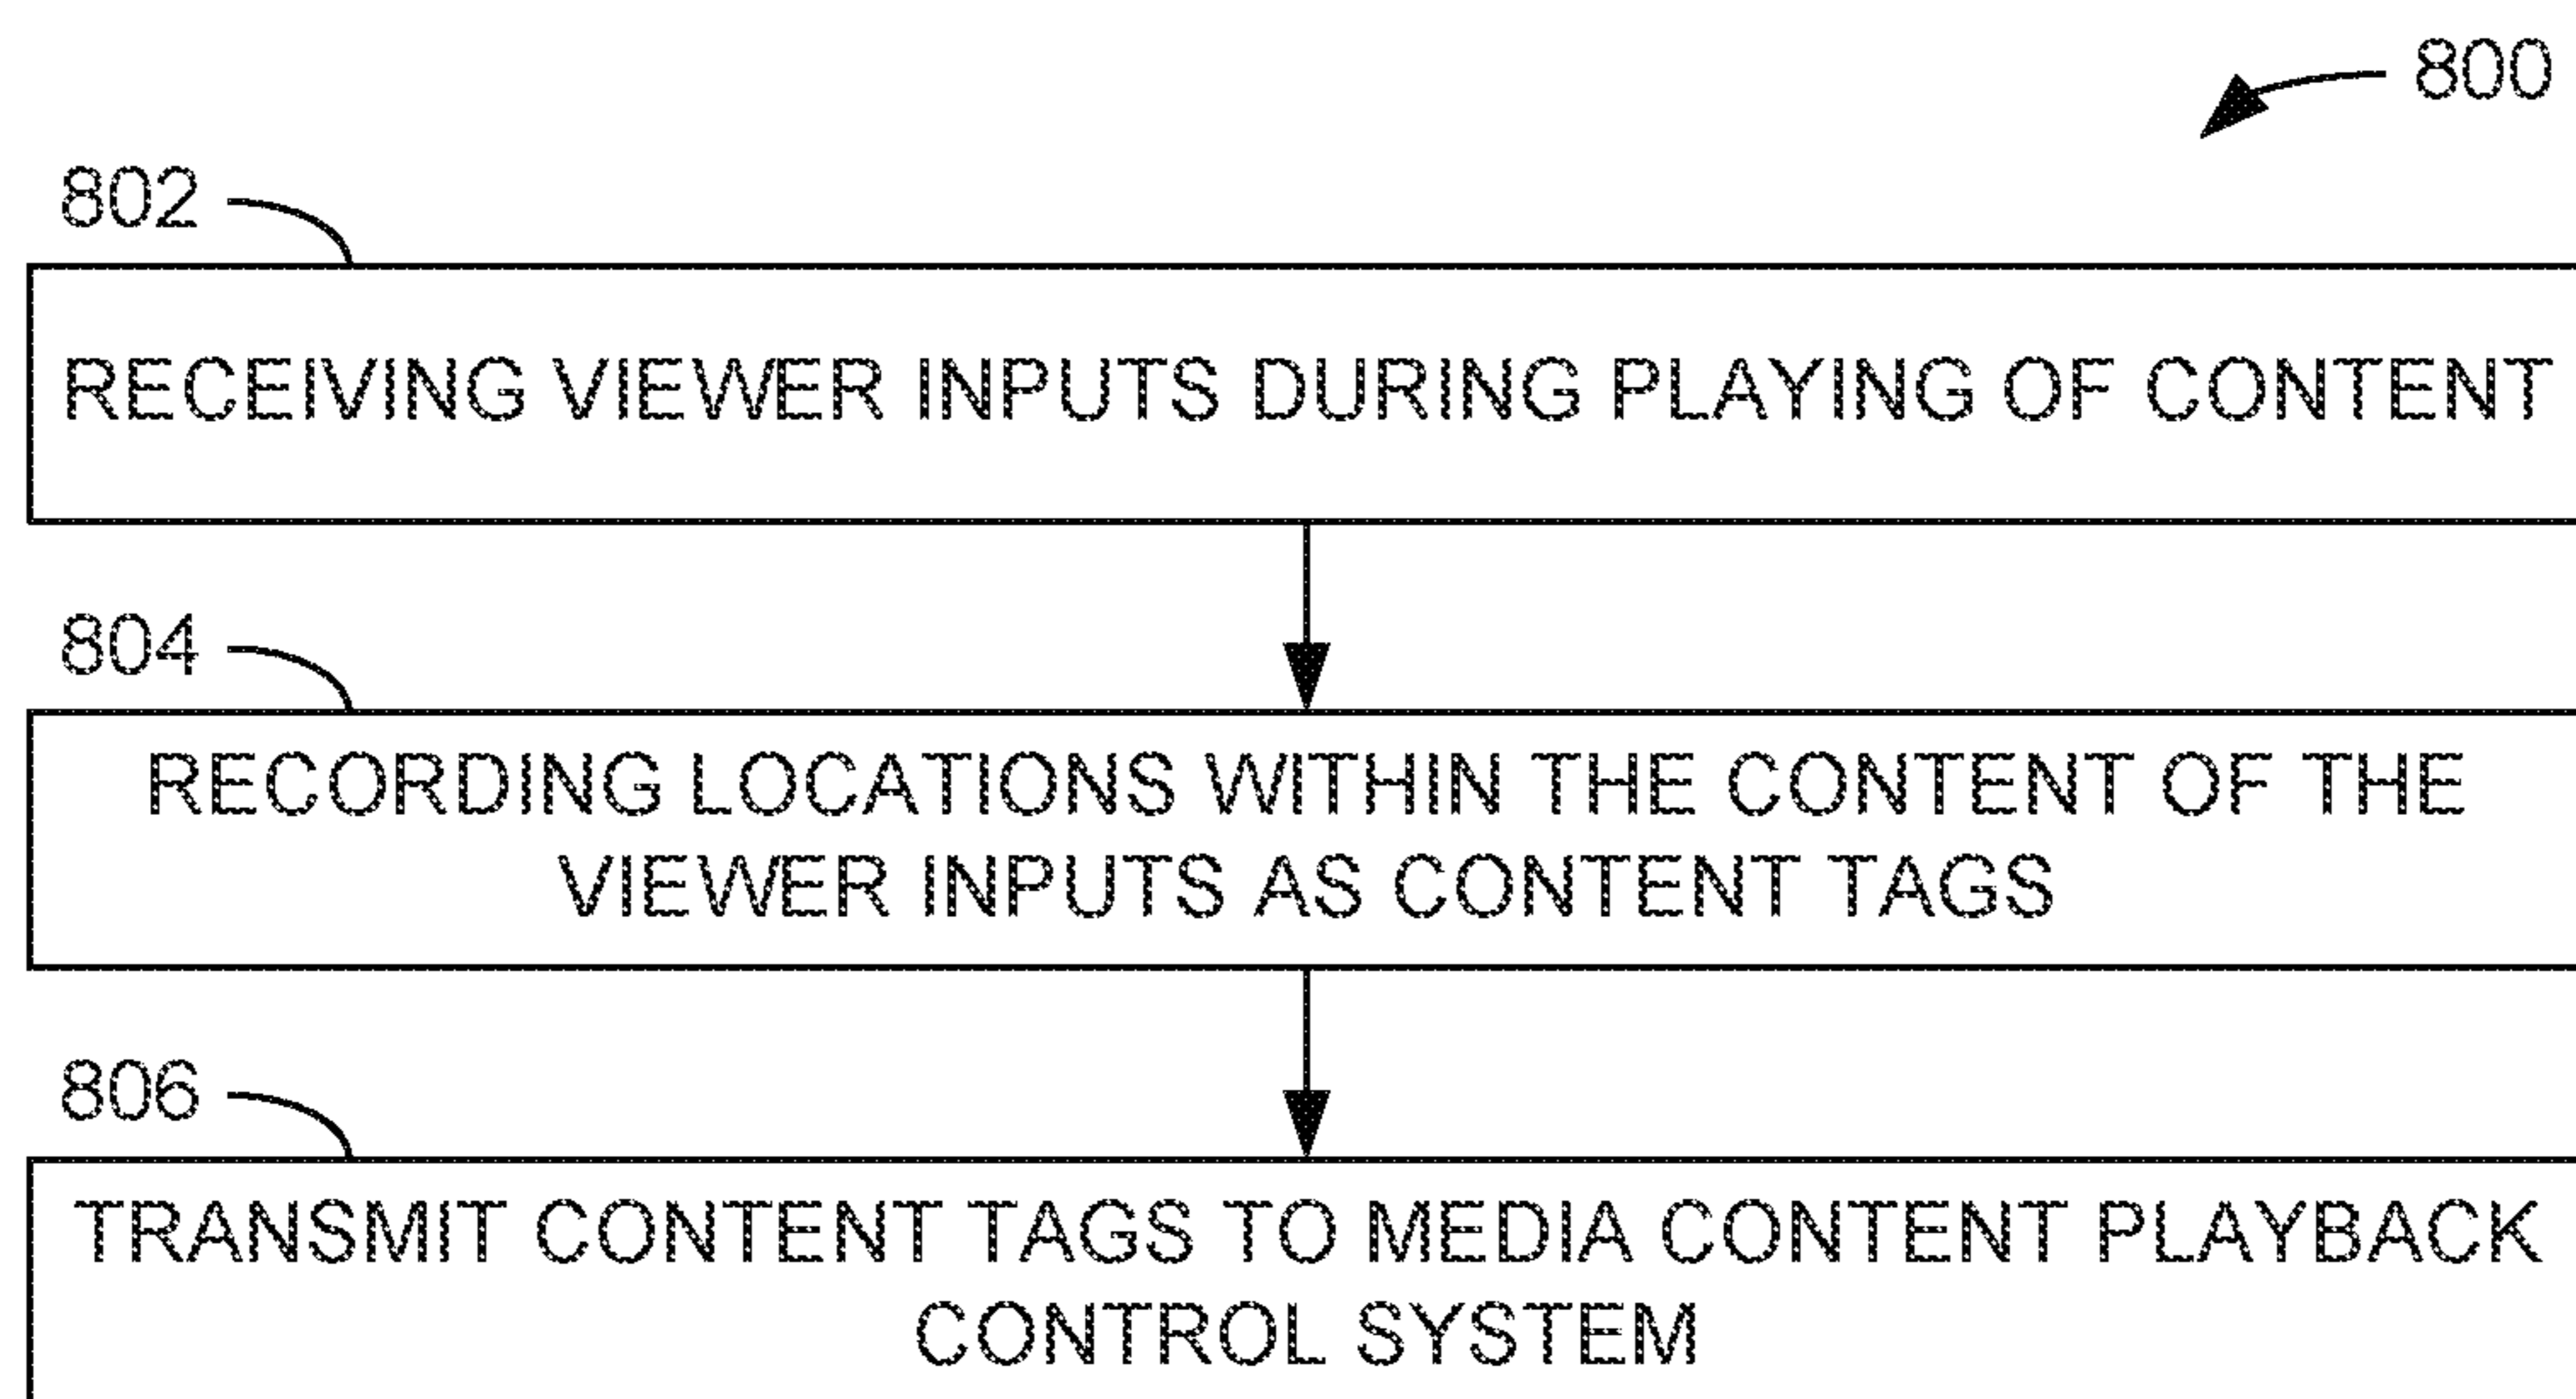 800
802
RECEIVING VIEWER INPUTS DURING PLAYING OF CONTENT
804
RECORDING LOCATIONS WITHIN THE CONTENT OF THE
VIEWER INPUTS AS CONTENT TAGS
806
TRANSMIT CONTENT TAGS TO MEDIA CONTENT PLAYBACK
CONTROL SYSTEM